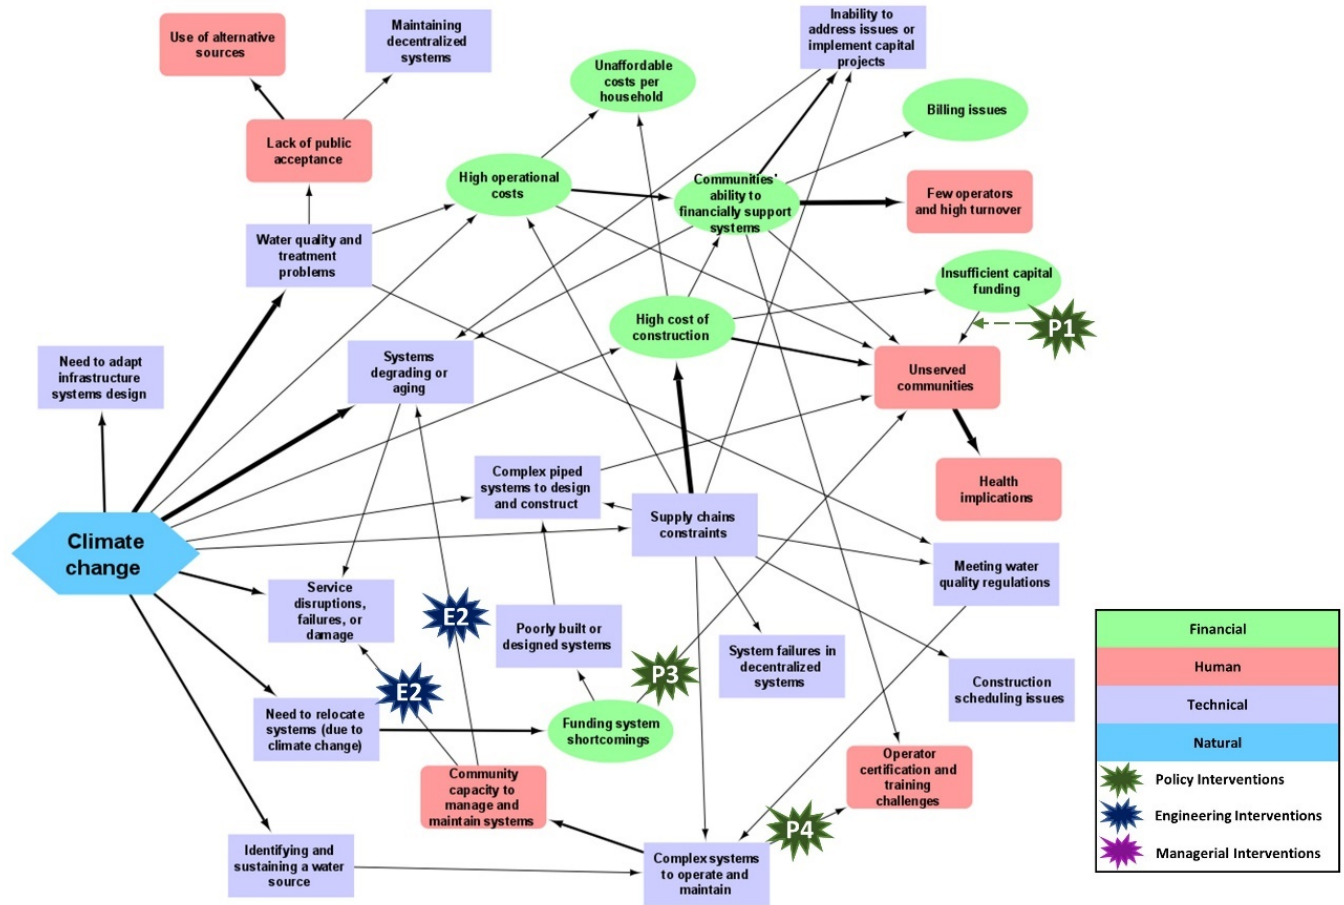 Use of alternative
sources
Maintaining
decentralized
systems
Inability to
address issues or
implement capital
projects
Unaffordable
costs per
household
Billing issues
Lack of public
acceptance
High operational
costs
Communities'
ability to
financially support
systems
Few operators
and high turnover
Water quality and
treatment
problems
Insufficient capital
funding
High cost of
construction
P1
Need to adapt
infrastructure
systems design
Systems
degrading or
aging
Unserved
communities
Complex piped
systems to design
and construct
Health
implications
Supply chains
constraints
Climate
change
Meeting water
quality regulations
Service
disruptions,
failures, or
damage
E2
Poorly built or
designed systems
System failures in
decentralized
systems
P3
Construction
scheduling issues
E2
Need to relocate
systems (due to
climate change)
Funding system
shortcomings
Community
capacity to
manage and
maintain systems
Operator
certification and
training
challenges
P4
Identifying and
sustaining a water
source
Complex systems
to operate and
maintain
Financial
Human
Technical
Natural
Policy Interventions
Engineering Interventions
Managerial Interventions